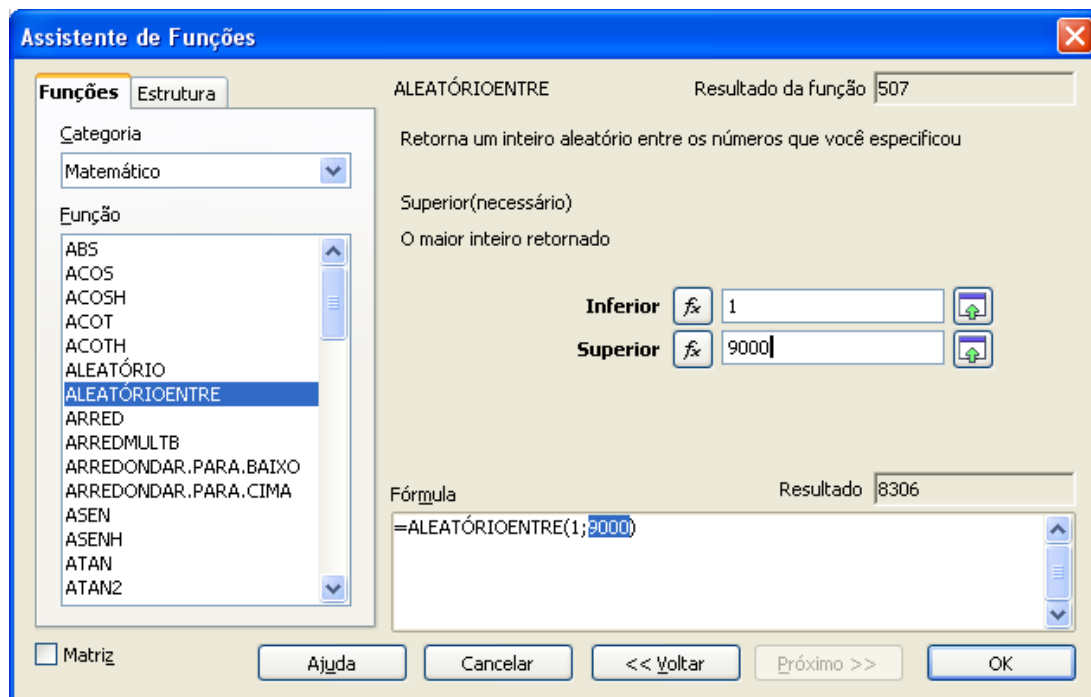 Assistente de Funções
Funções
Estrutura
Categoria
Matemático
Função
ABS
ACOS
ACOSH
ACOT
ACOTH
ALEATÓRIO
ALEATÓRIOENTRE
ARRED
ARREDMULTB
ARREDONDAR.PARA.BAIXO
ARREDONDAR.PARA.CIMA
ASEN
ASENH
ATAN
ATAN2
ALEATÓRIOENTRE
Resultado da função 507
Retorna um inteiro aleatório entre os números que você especificou
Superior(necessário)
O maior inteiro retornado
Inferior fx 1
Superior fx 9000
Fórmula
Resultado 8306
=ALEATÓRIOENTRE(1;9000)
Matriz
Ajuda
Cancelar
<< Voltar
Próximo >>
OK